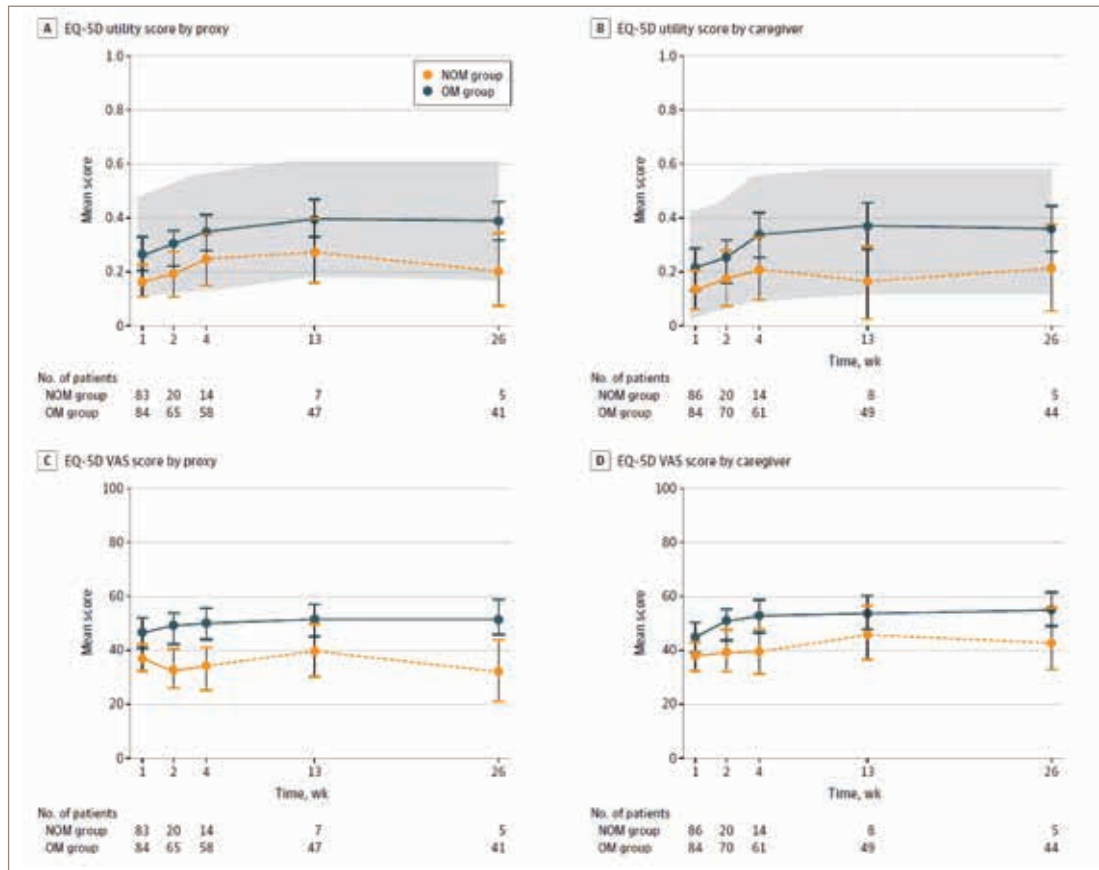 A EQ-5D utility score by proxy
1.0
0.8
0.6
0.4
0.2
0
Mean score
NOM group
OM group
1 2 4 13 26
No. of patients
NOM group 83 20 14 7 5
OM group 84 65 58 47 41
B EQ-5D utility score by caregiver
1.0
0.8
0.6
0.4
0.2
0
Mean score
1 2 4 13 26
Time, wk
No. of patients
NOM group 86 20 14 8 5
OM group 84 70 61 49 44
C EQ-5D VAS score by proxy
100
80
60
40
20
0
Mean score
1 2 4 13 26
Time, wk
No. of patients
NOM group 83 20 14 7 5
OM group 84 65 58 47 41
D EQ-5D VAS score by caregiver
100
80
60
40
20
0
Mean score
1 2 4 13 26
Time, wk
No. of patients
NOM group 86 20 14 8 5
OM group 84 70 61 49 44